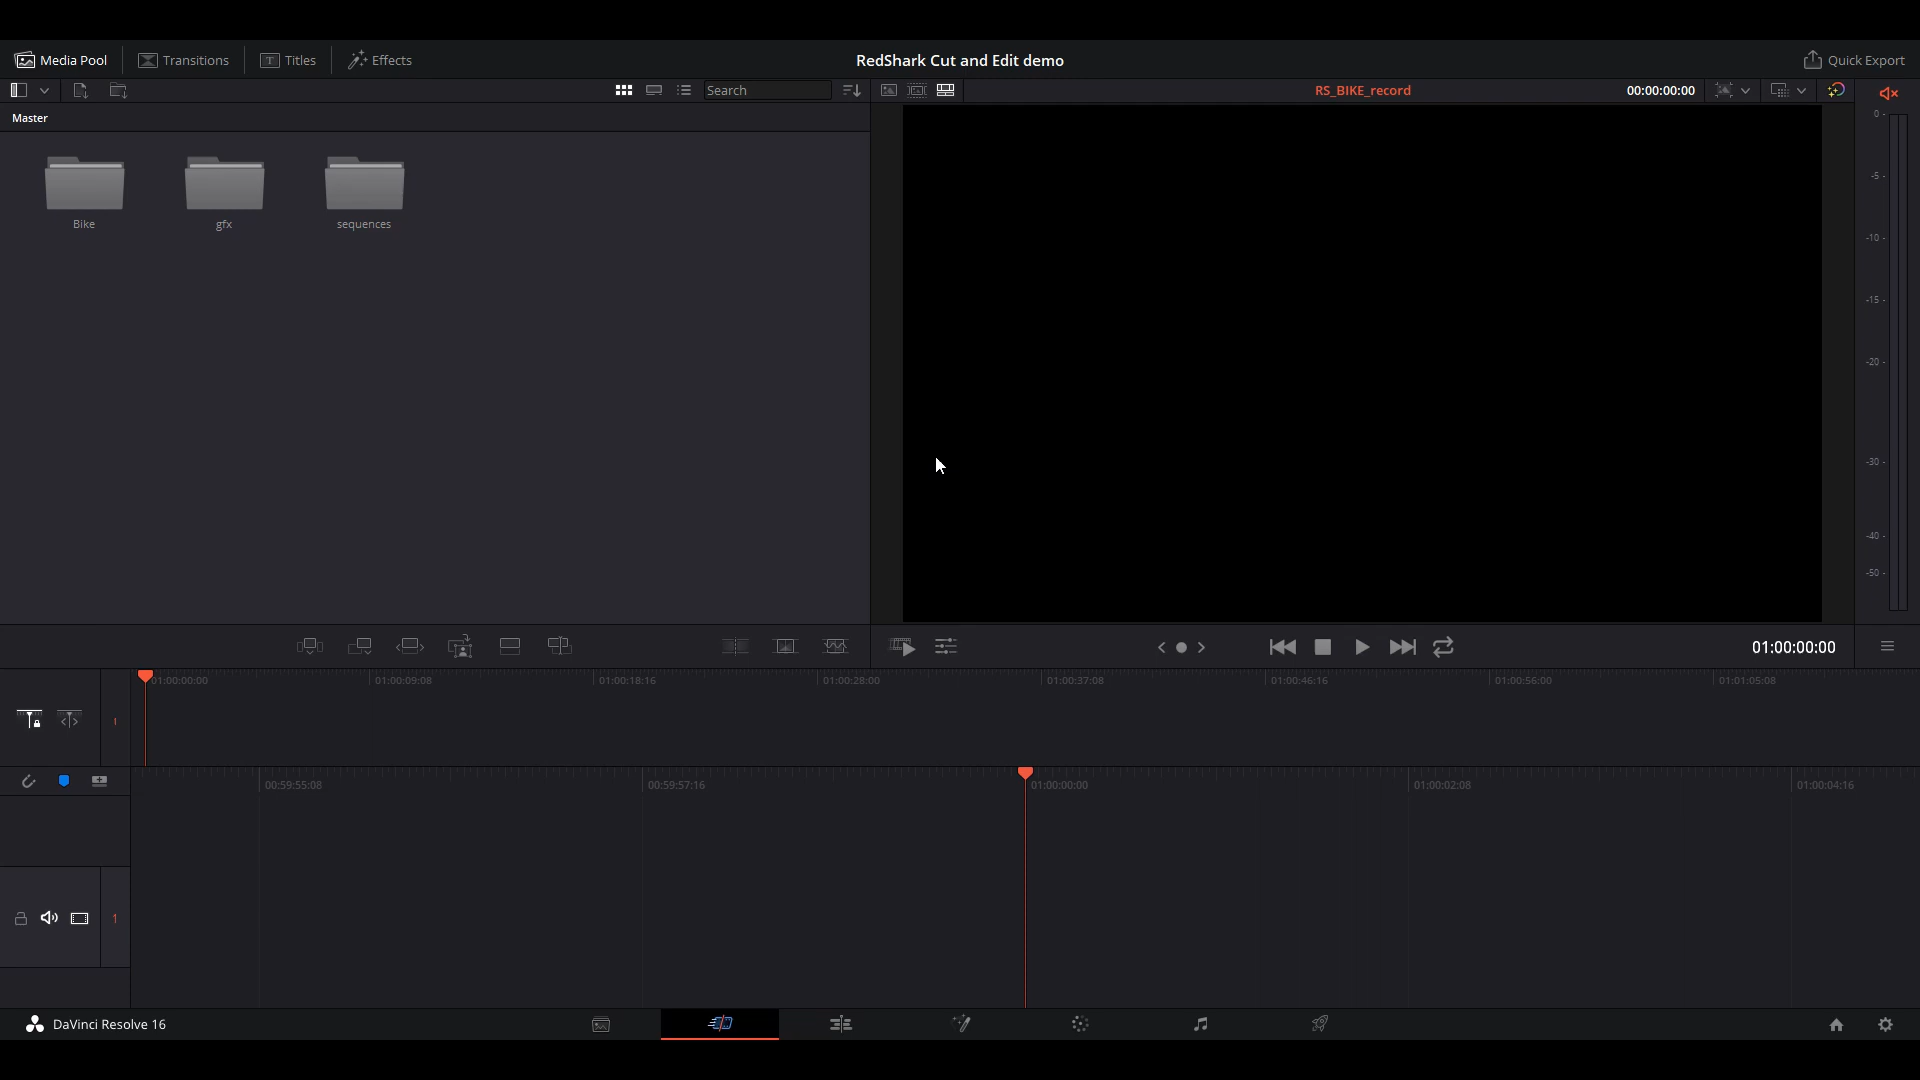 Media Pool
Transitions
Titles
Effects
RedShark Cut and Edit demo
Quick Export
Search
RS_BIKE_record
00:00:00:00
Master
Bike
gfx
sequences
0 -
-5 -
-10 -
-15 -
-20 -
-30 -
-40 -
-50 -
01:00:00:00
01:00:00:00
01:00:09:08
01:00:18:16
01:00:28:00
01:00:37:08
01:00:46:16
01:00:56:00
01:01:05:08
00:59:55:08
00:59:57:16
01:00:00:00
01:00:02:08
01:00:04:16
1
DaVinci Resolve 16